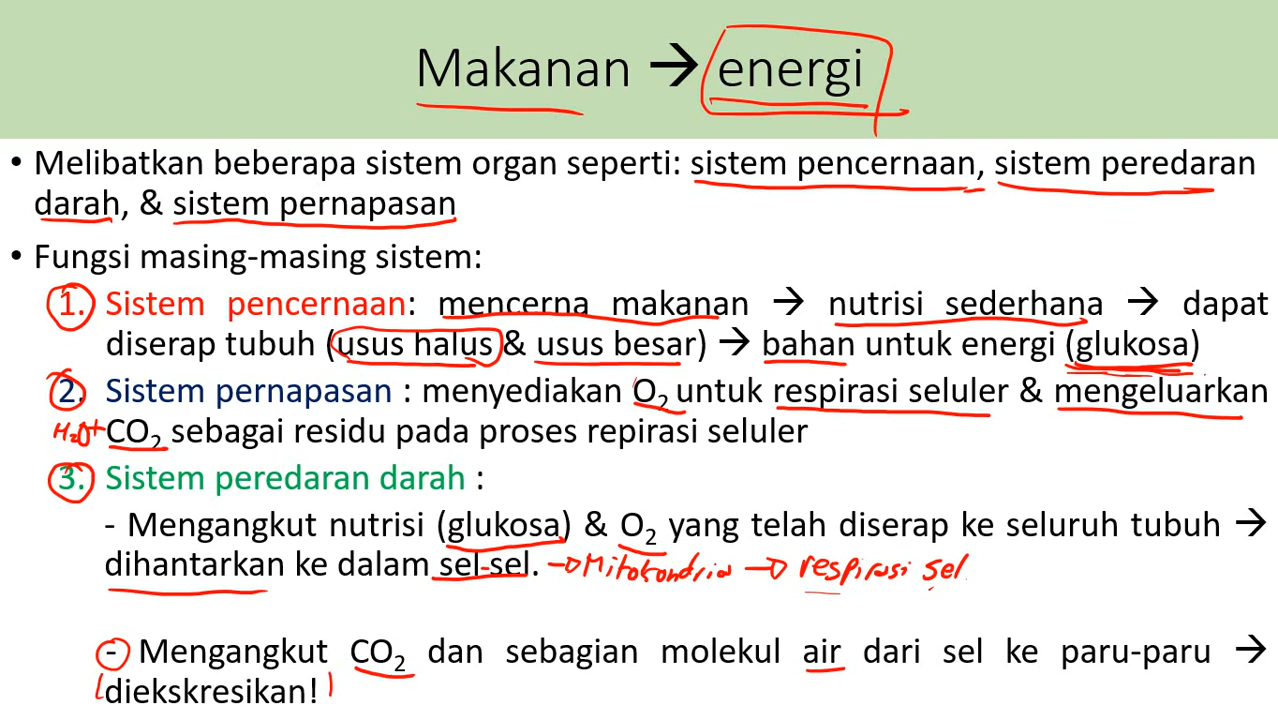 Makanan → energi
• Melibatkan beberapa sistem organ seperti: sistem pencernaan, sistem peredaran
darah, & sistem pernapasan
• Fungsi masing-masing sistem:
1. Sistem pencernaan: mencerna makanan → nutrisi sederhana → dapat
diserap tubuh (usus halus & usus besar) → bahan untuk energi (glukosa)
2. Sistem pernapasan : menyediakan O₂ untuk respirasi seluler & mengeluarkan
H₂O+ CO₂ sebagai residu pada proses repirasi seluler
3. Sistem peredaran darah :
- Mengangkut nutrisi (glukosa) & O₂ yang telah diserap ke seluruh tubuh →
dihantarkan ke dalam sel-sel. → Mitokondria → respirasi sel.
- Mengangkut CO₂ dan sebagian molekul air dari sel ke paru-paru →
diekskresikan!